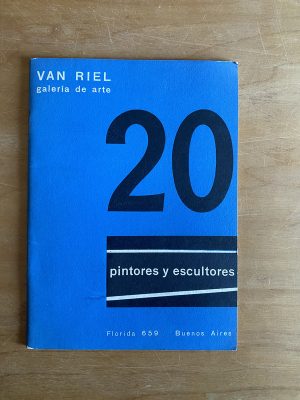 VAN RIEL
galeria de arte
20
pintores y escultores
Florida 659 Buenos Aires